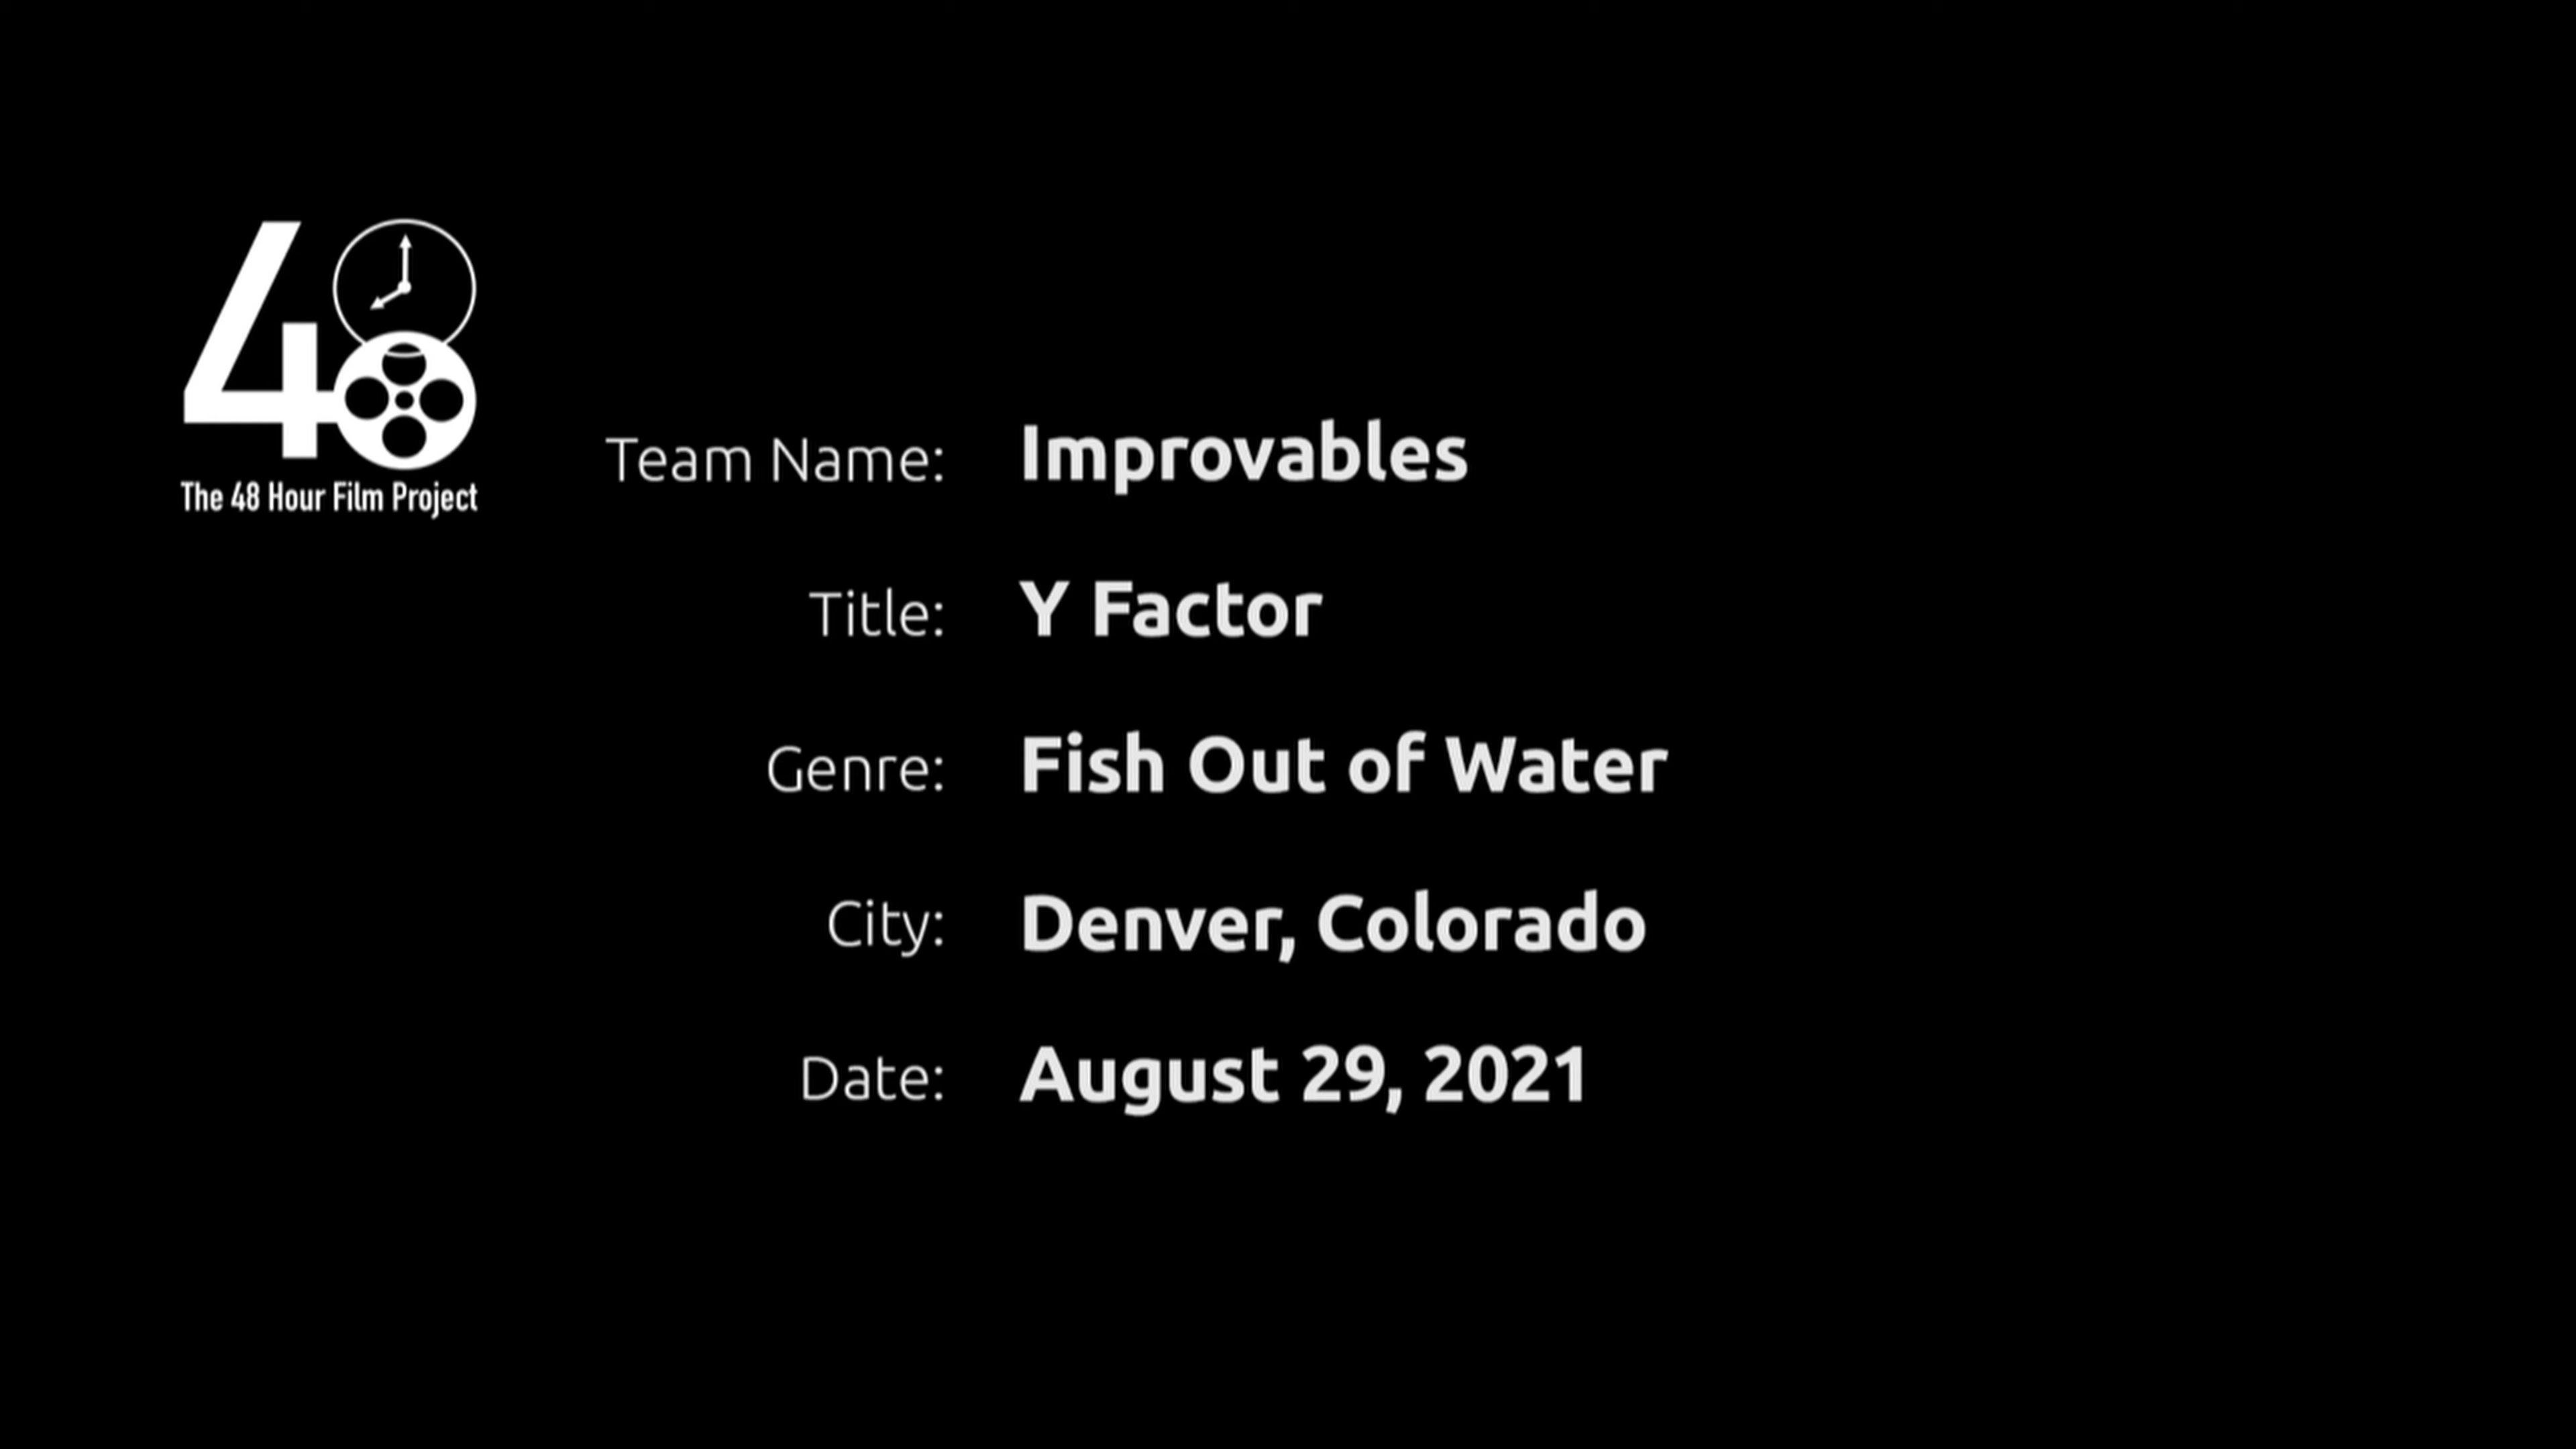 48
The 48 Hour Film Project
Team Name: Improvables
Title: Y Factor
Genre: Fish Out of Water
City: Denver, Colorado
Date: August 29, 2021